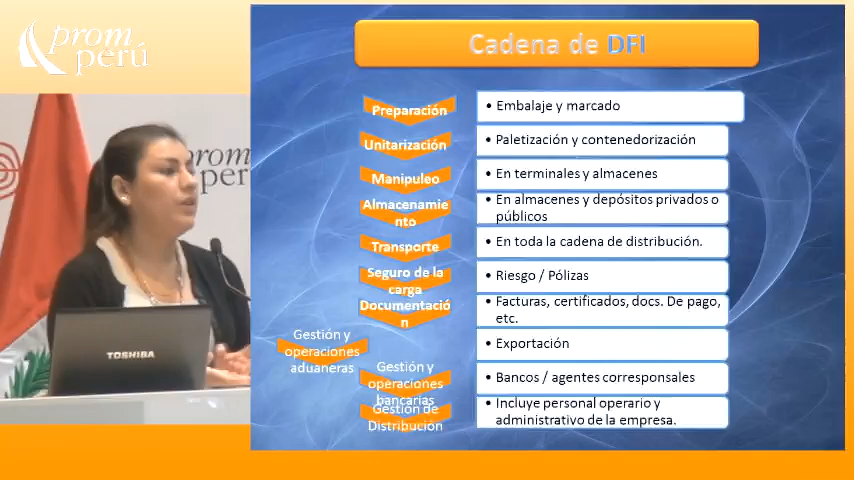 prom
perú
Cadena de DFI
Preparación
• Embalaje y marcado
Unitarización
• Paletización y contenedorización
Manipuleo
• En terminales y almacenes
Almacenamie
nto
• En almacenes y depósitos privados o
públicos
Transporte
• En toda la cadena de distribución.
Seguro de la
carga
• Riesgo / Pólizas
Documentació
n
• Facturas, certificados, docs. De pago,
etc.
Gestión y
operaciones
aduaneras
• Exportación
Gestión y
operaciones
bancarias
• Bancos / agentes corresponsales
Gestión de
Distribución
• Incluye personal operario y
administrativo de la empresa.
prom
per
TOSHIBA